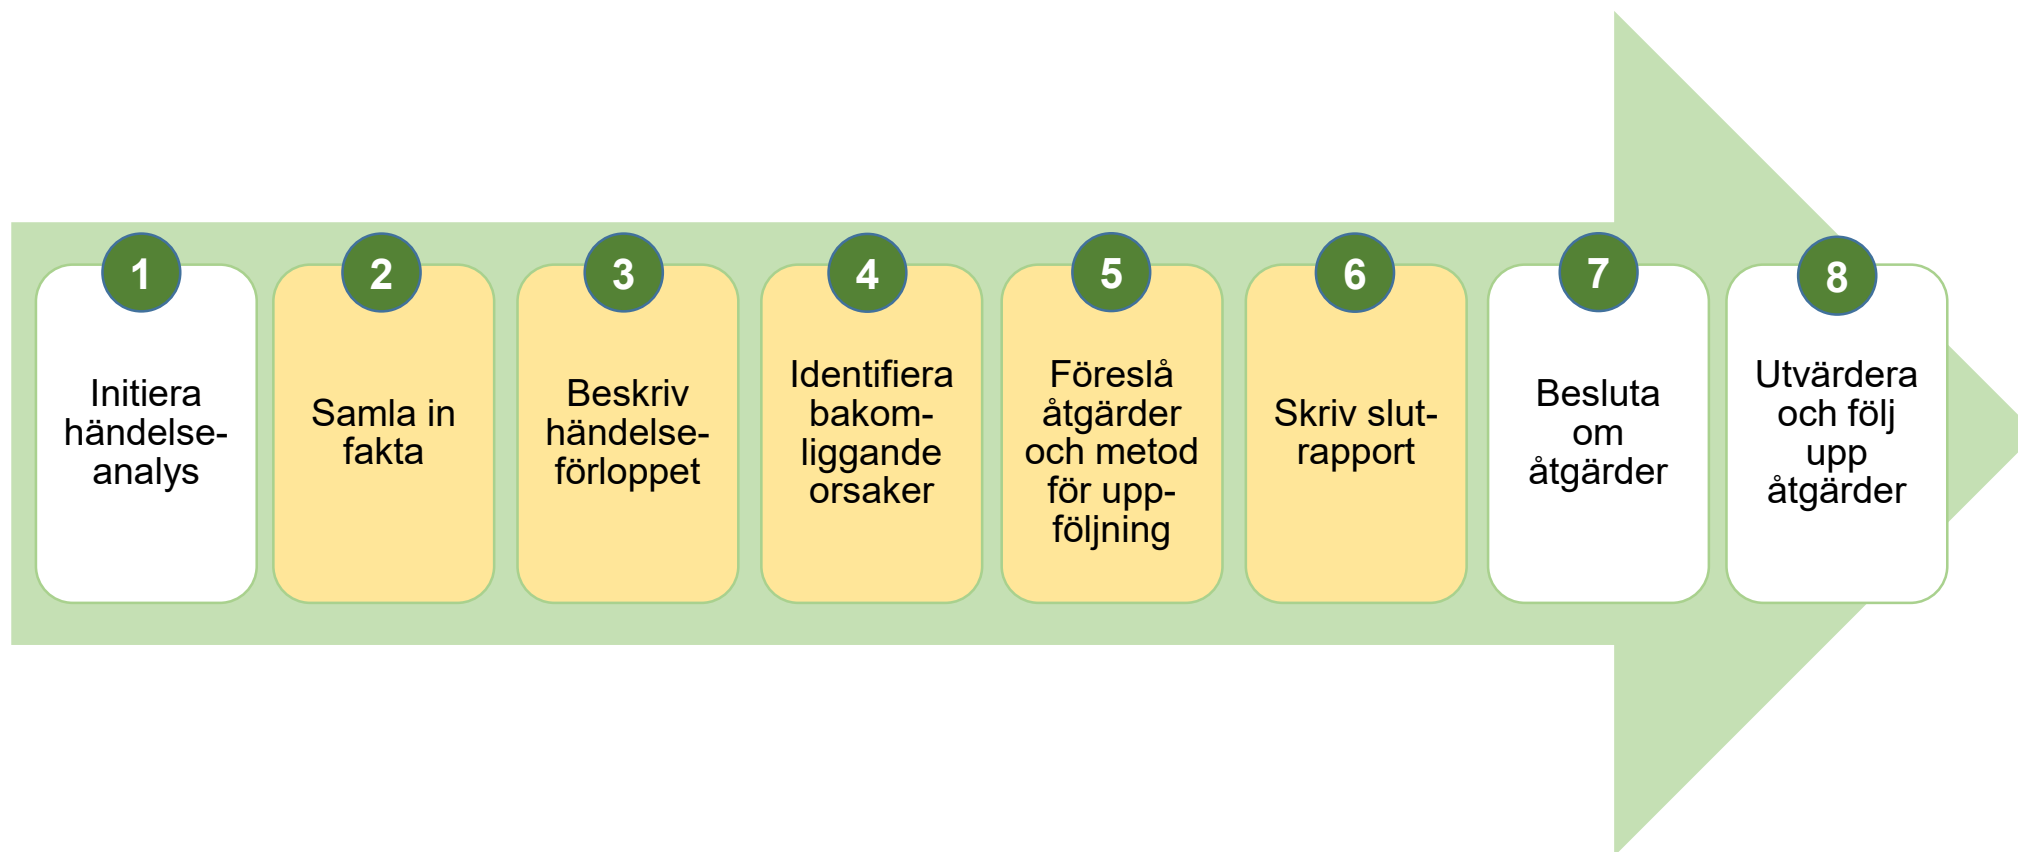 1
Initiera
händelse-
analys
2
Samla in
fakta
3
Beskriv
händelse-
förloppet
4
Identifiera
bakom-
liggande
orsaker
5
Föreslå
åtgärder
och metod
för upp-
följning
6
Skriv slut-
rapport
7
Besluta
om
åtgärder
8
Utvärdera
och följ
upp
åtgärder